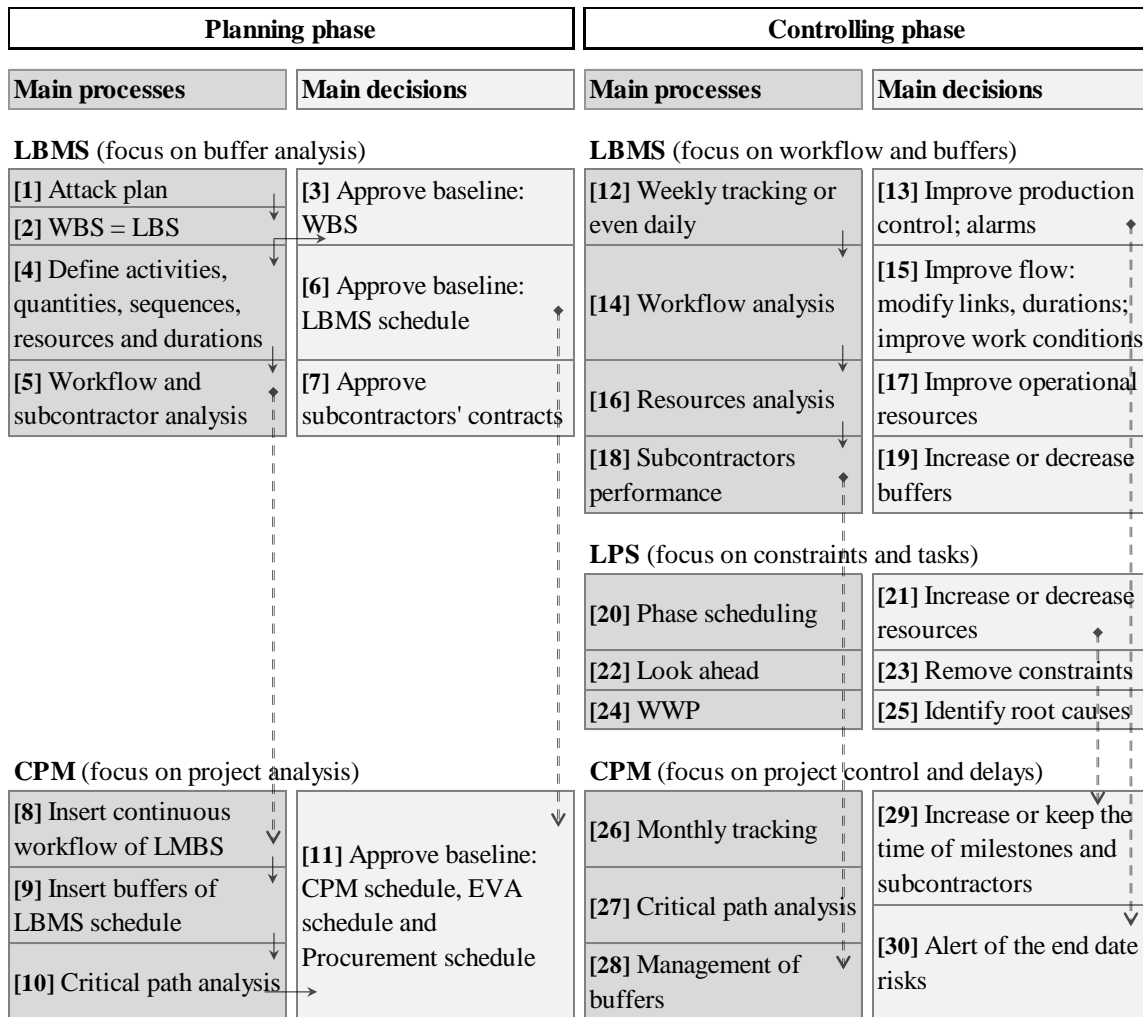 Planning phase
Controlling phase
Main processes
Main decisions
Main processes
Main decisions
LBMS (focus on buffer analysis)
[1] Attack plan
[2] WBS = LBS
[3] Approve baseline:
WBS
[4] Define activities,
quantities, sequences,
resources and durations
[6] Approve baseline:
LBMS schedule
[5] Workflow and
subcontractor analysis
[7] Approve
subcontractors' contracts
CPM (focus on project analysis)
[8] Insert continuous
workflow of LMBS
[9] Insert buffers of
LBMS schedule
[10] Critical path analysis
[11] Approve baseline:
CPM schedule, EVA
schedule and
Procurement schedule
LBMS (focus on workflow and buffers)
[12] Weekly tracking or
even daily
[13] Improve production
control; alarms
[14] Workflow analysis
[15] Improve flow:
modify links, durations;
improve work conditions
[16] Resources analysis
[17] Improve operational
resources
[18] Subcontractors
performance
[19] Increase or decrease
buffers
LPS (focus on constraints and tasks)
[20] Phase scheduling
[21] Increase or decrease
resources
[22] Look ahead
[23] Remove constraints
[24] WWP
[25] Identify root causes
CPM (focus on project control and delays)
[26] Monthly tracking
[29] Increase or keep the
time of milestones and
subcontractors
[27] Critical path analysis
[28] Management of
buffers
[30] Alert of the end date
risks